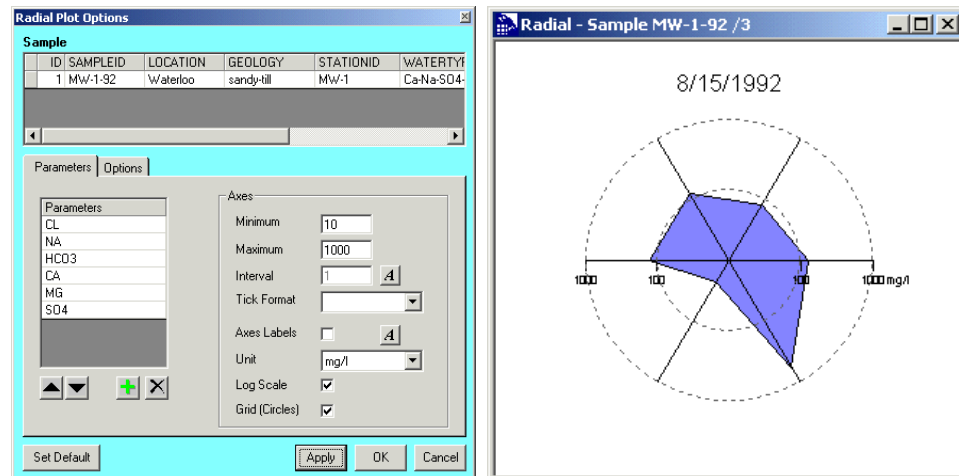 Radial Plot Options
Sample
ID SAMPLEID LOCATION GEOLOGY STATIONID WATERTYP
1 MW-1-92 Waterloo sandy-till MW-1 Ca-Na-SO4-
Parameters Options
Parameters
CL
NA
HCO3
CA
MG
SO4
Axes
Minimum 10
Maximum 1000
Interval 1 A
Tick Format
Axes Labels A
Unit mg/l
Log Scale
Grid (Circles)
Set Default Apply OK Cancel
Radial - Sample MW-1-92 /3
8/15/1992
1000 100 100 1000 mg/l